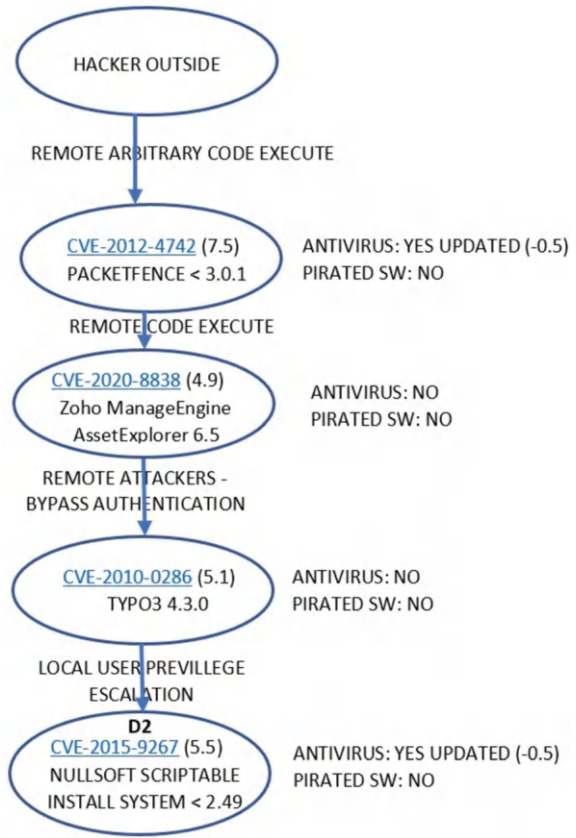 HACKER OUTSIDE
REMOTE ARBITRARY CODE EXECUTE
CVE-2012-4742 (7.5)
PACKETFENCE < 3.0.1
ANTIVIRUS: YES UPDATED (-0.5)
PIRATED SW: NO
REMOTE CODE EXECUTE
CVE-2020-8838 (4.9)
Zoho ManageEngine
AssetExplorer 6.5
ANTIVIRUS: NO
PIRATED SW: NO
REMOTE ATTACKERS -
BYPASS AUTHENTICATION
CVE-2010-0286 (5.1)
TYPO3 4.3.0
ANTIVIRUS: NO
PIRATED SW: NO
LOCAL USER PREVILLEGE
ESCALATION
D2
CVE-2015-9267 (5.5)
NULLSOFT SCRIPTABLE
INSTALL SYSTEM < 2.49
ANTIVIRUS: YES UPDATED (-0.5)
PIRATED SW: NO